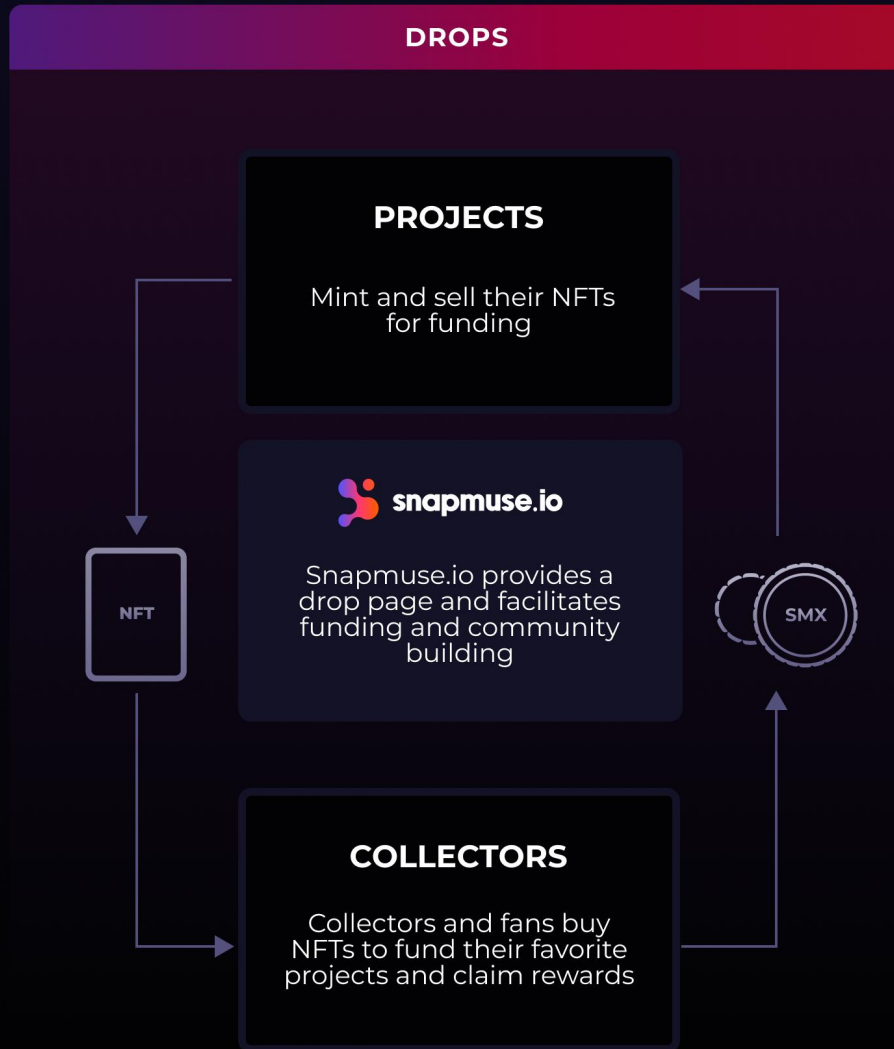 DROPS
PROJECTS
Mint and sell their NFTs
for funding
snapmuse.io
Snapmuse.io provides a
drop page and facilitates
funding and community
building
NFT
SMX
COLLECTORS
Collectors and fans buy
NFTs to fund their favorite
projects and claim rewards